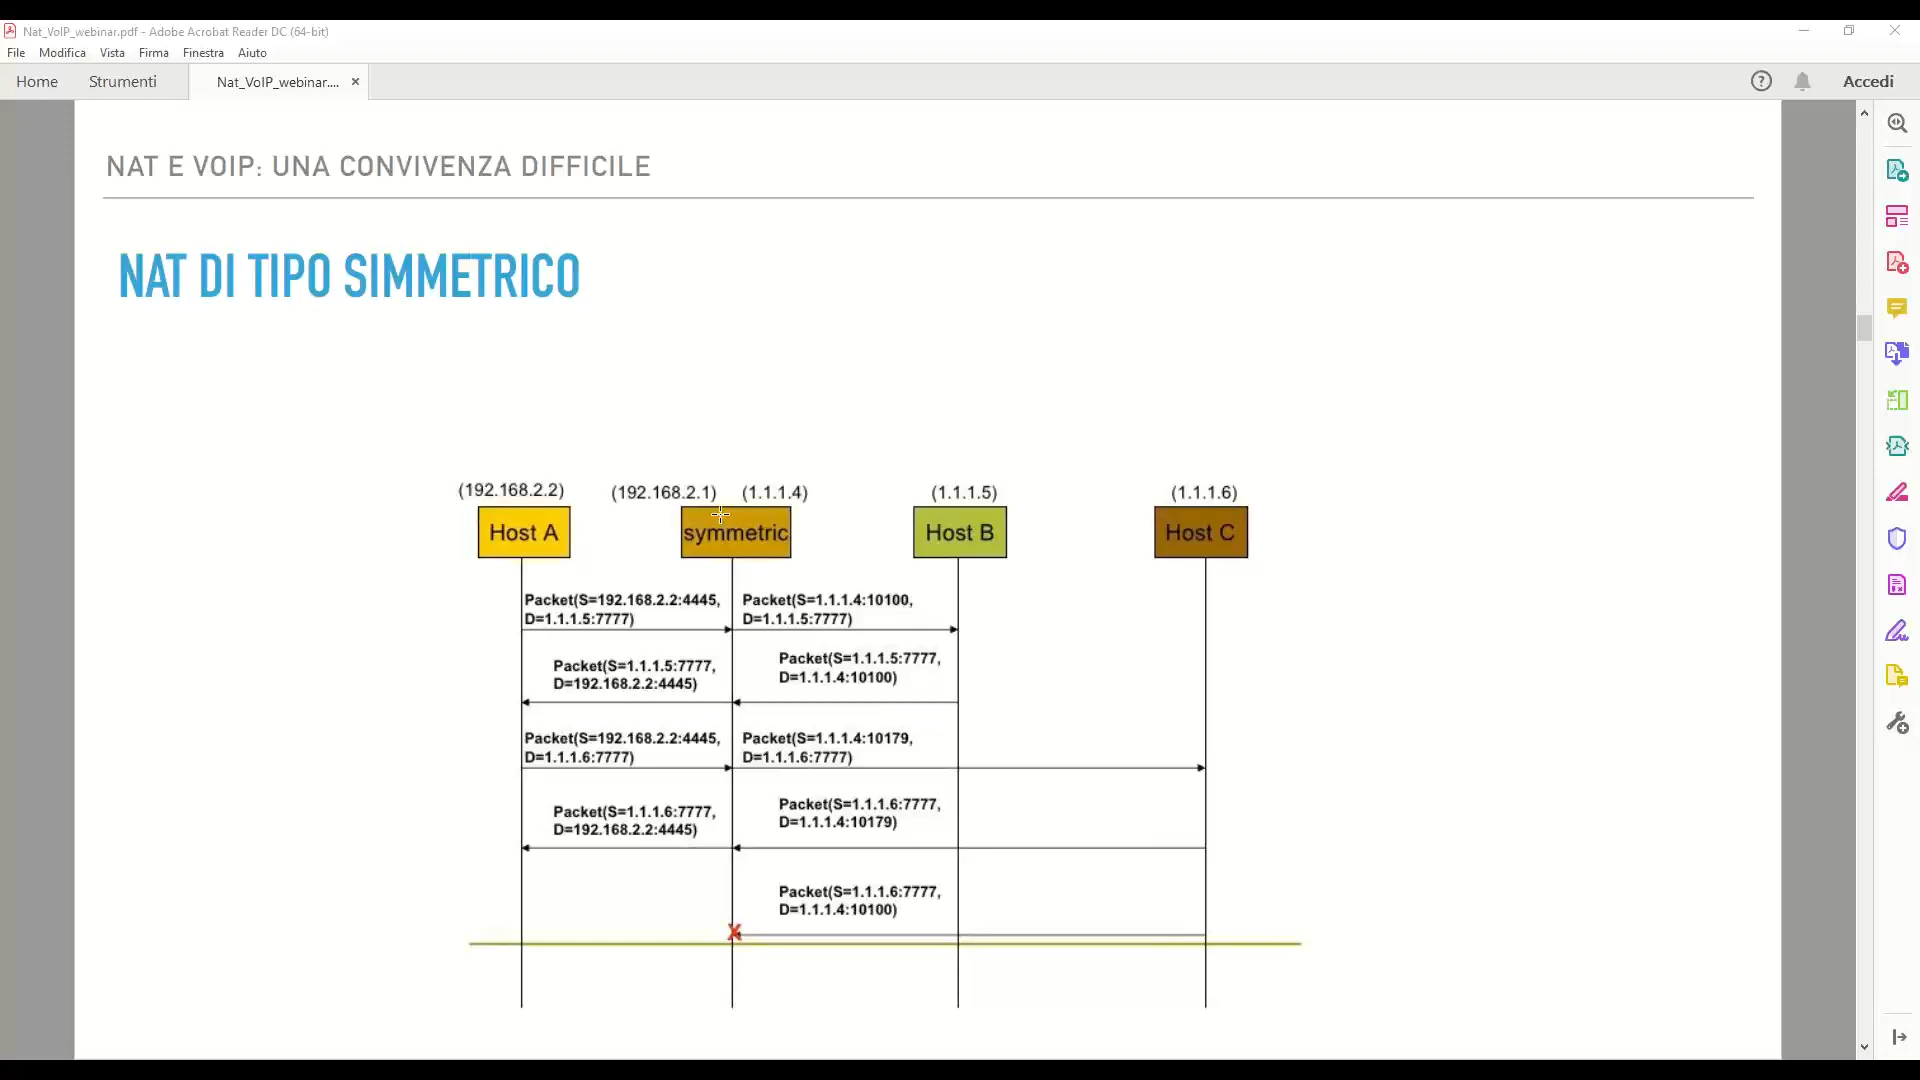 Nat_VoIP_webinar.pdf - Adobe Acrobat Reader DC (64-bit)
File Modifica Vista Firma Finestra Aiuto
Home Strumenti Nat_VoIP_webinar.... × Accedi
NAT E VOIP: UNA CONVIVENZA DIFFICILE
NAT DI TIPO SIMMETRICO
(192.168.2.2) (192.168.2.1) (1.1.1.4) (1.1.1.5) (1.1.1.6)
Host A symmetric Host B Host C
Packet(S=192.168.2.2:4445,
D=1.1.1.5:7777)
Packet(S=1.1.1.4:10100,
D=1.1.1.5:7777)
Packet(S=1.1.1.5:7777,
D=192.168.2.2:4445)
Packet(S=1.1.1.5:7777,
D=1.1.1.4:10100)
Packet(S=192.168.2.2:4445,
D=1.1.1.6:7777)
Packet(S=1.1.1.4:10179,
D=1.1.1.6:7777)
Packet(S=1.1.1.6:7777,
D=192.168.2.2:4445)
Packet(S=1.1.1.6:7777,
D=1.1.1.4:10179)
Packet(S=1.1.1.6:7777,
D=1.1.1.4:10100)
X